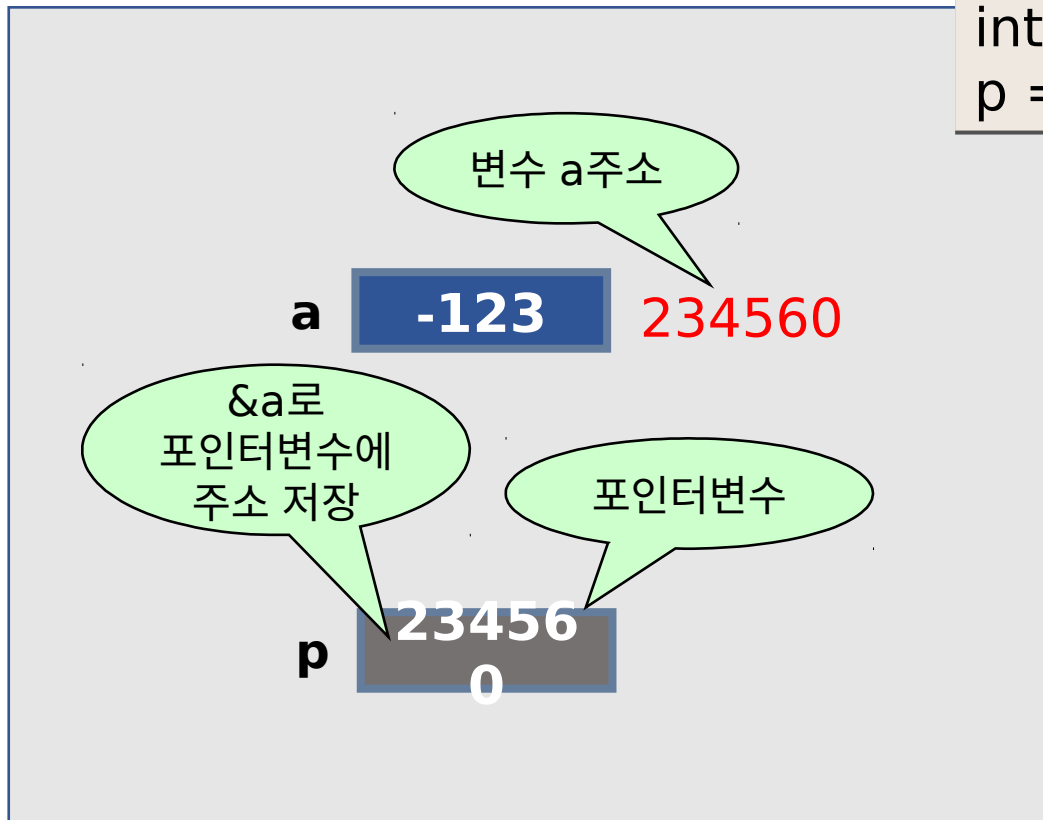 int
p =
변수 a주소
a
-123
234560
&a로
포인터변수에
주소 저장
포인터변수
p
23456
0